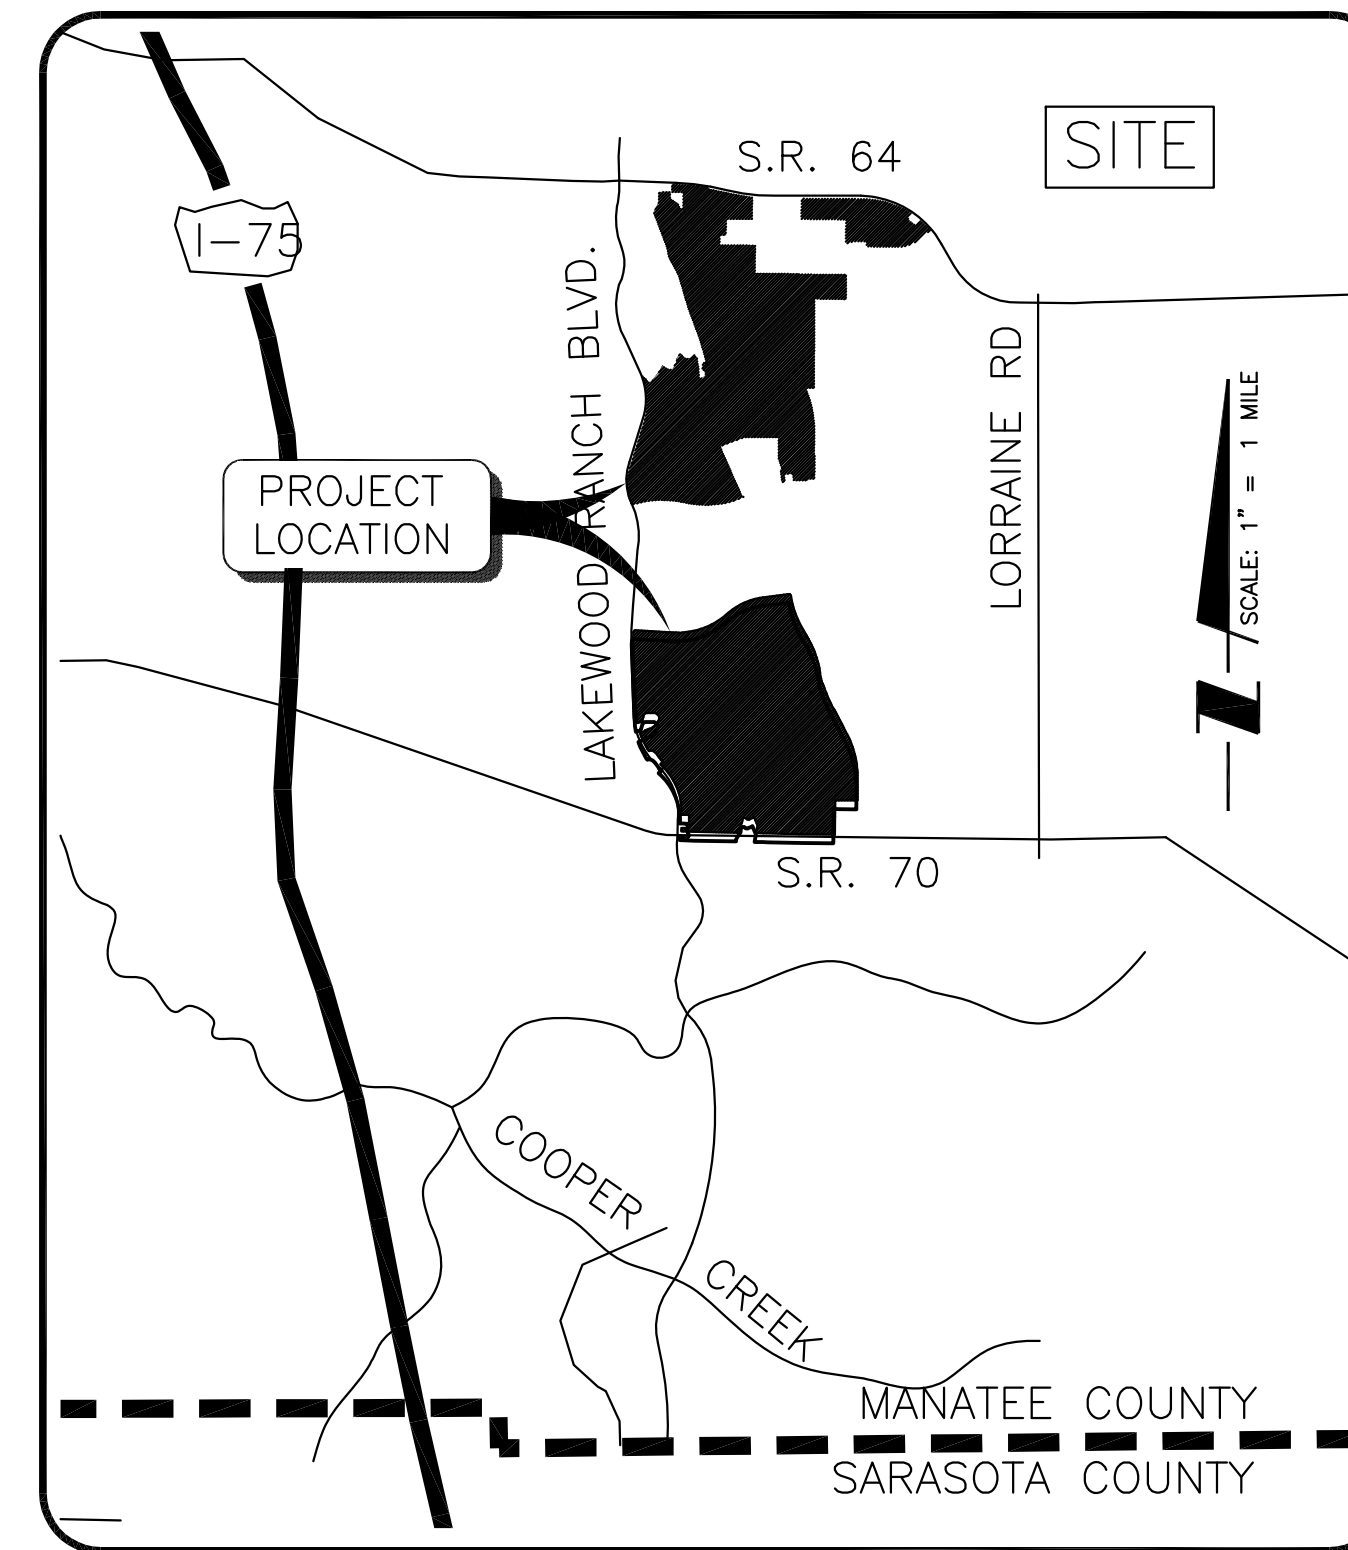 SITE
S.R. 64
I-75
LAKEWOOD RANCH BLVD.
LORRAINE RD
SCALE: 1" = 1 MILE
PROJECT
LOCATION
N
S.R. 70
COOPER
CREEK
MANATEE COUNTY
SARASOTA COUNTY